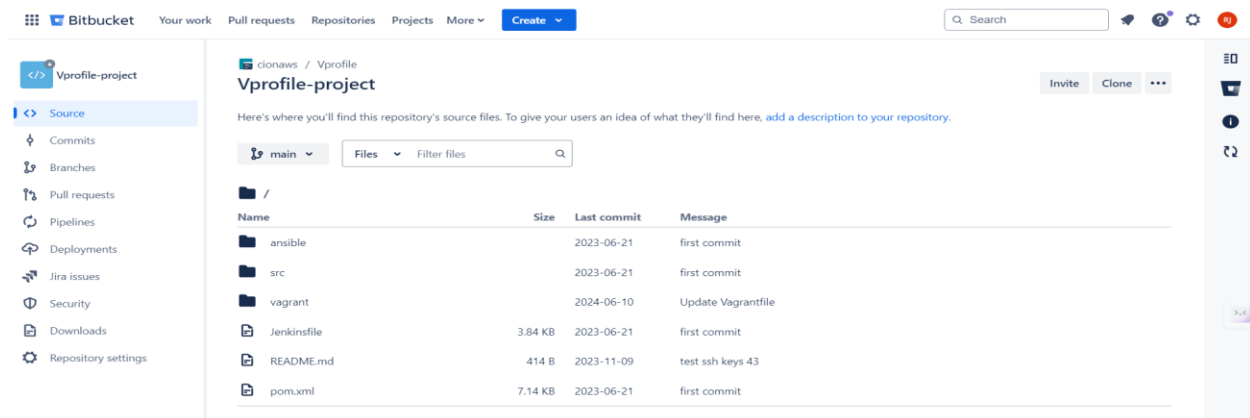 Bitbucket Your work Pull requests Repositories Projects More Create Search RJ
</> Vprofile-project
Source
Commits
Branches
Pull requests
Pipelines
Deployments
Jira issues
Security
Downloads
Repository settings
cionaws / Vprofile
Vprofile-project
Invite Clone
Here's where you'll find this repository's source files. To give your users an idea of what they'll find here, add a description to your repository.
main Files Filter files
/
Name Size Last commit Message
ansible 2023-06-21 first commit
src 2023-06-21 first commit
vagrant 2024-06-10 Update Vagrantfile
Jenkinsfile 3.84 KB 2023-06-21 first commit
README.md 414 B 2023-11-09 test ssh keys 43
pom.xml 7.14 KB 2023-06-21 first commit